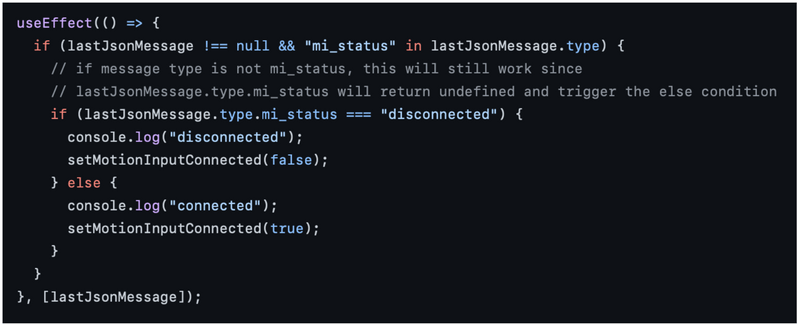 useEffect(() => {
  if (lastJsonMessage !== null && "mi_status" in lastJsonMessage.type) {
    // if message type is not mi_status, this will still work since
    // lastJsonMessage.type.mi_status will return undefined and trigger the else condition
    if (lastJsonMessage.type.mi_status === "disconnected") {
      console.log("disconnected");
      setMotionInputConnected(false);
    } else {
      console.log("connected");
      setMotionInputConnected(true);
    }
  }
}, [lastJsonMessage]);